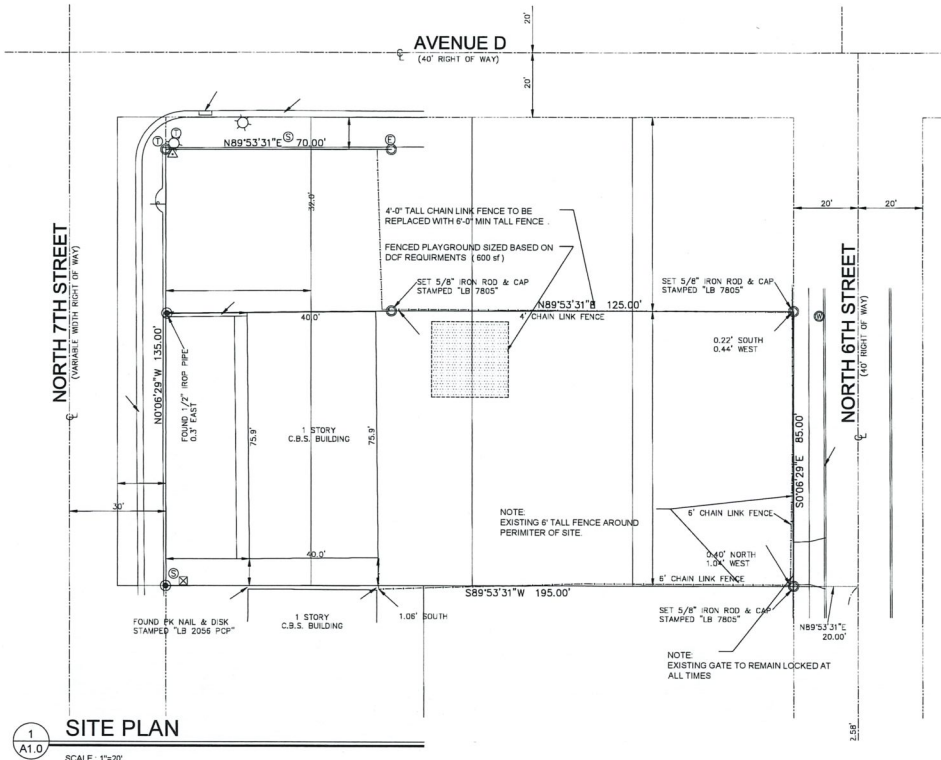 20'
AVENUE D
(40' RIGHT OF WAY)
20'
T
T
N89°53'31"E 70.00'
S
E
32.0'
4'-0" TALL CHAIN LINK FENCE TO BE
REPLACED WITH 6'-0" MIN TALL FENCE.
FENCED PLAYGROUND SIZED BASED ON
DCF REQUIRMENTS (600 sf)
20'
20'
NORTH 7TH STREET
(VARIABLE WIDTH RIGHT OF WAY)
SET 5/8" IRON ROD & CAP
STAMPED "LB 7805"
SET 5/8" IRON ROD & CAP
STAMPED "LB 7805"
N89°53'31"E 125.00'
4' CHAIN LINK FENCE
40.0'
W
0.22' SOUTH
0.44' WEST
NORTH 6TH STREET
(40' RIGHT OF WAY)
N0°06'29"W 135.00'
FOUND 1/2" IROP PIPE
0.3' EAST
75.9'
1 STORY
C.B.S. BUILDING
75.9'
S0°06'29"E 85.00'
30'
NOTE:
EXISTING 6' TALL FENCE AROUND
PERIMITER OF SITE.
6' CHAIN LINK FENCE
40.0'
0.40' NORTH
1.04' WEST
6' CHAIN LINK FENCE
S
S89°53'31"W 195.00'
FOUND PK NAIL & DISK
STAMPED "LB 2056 PCP"
1 STORY
C.B.S. BUILDING
1.06' SOUTH
SET 5/8" IRON ROD & CAP
STAMPED "LB 7805"
N89°53'31"E
20.00'
NOTE:
EXISTING GATE TO REMAIN LOCKED AT
ALL TIMES
2.58'
1
A1.0
SITE PLAN
SCALE : 1"=20'